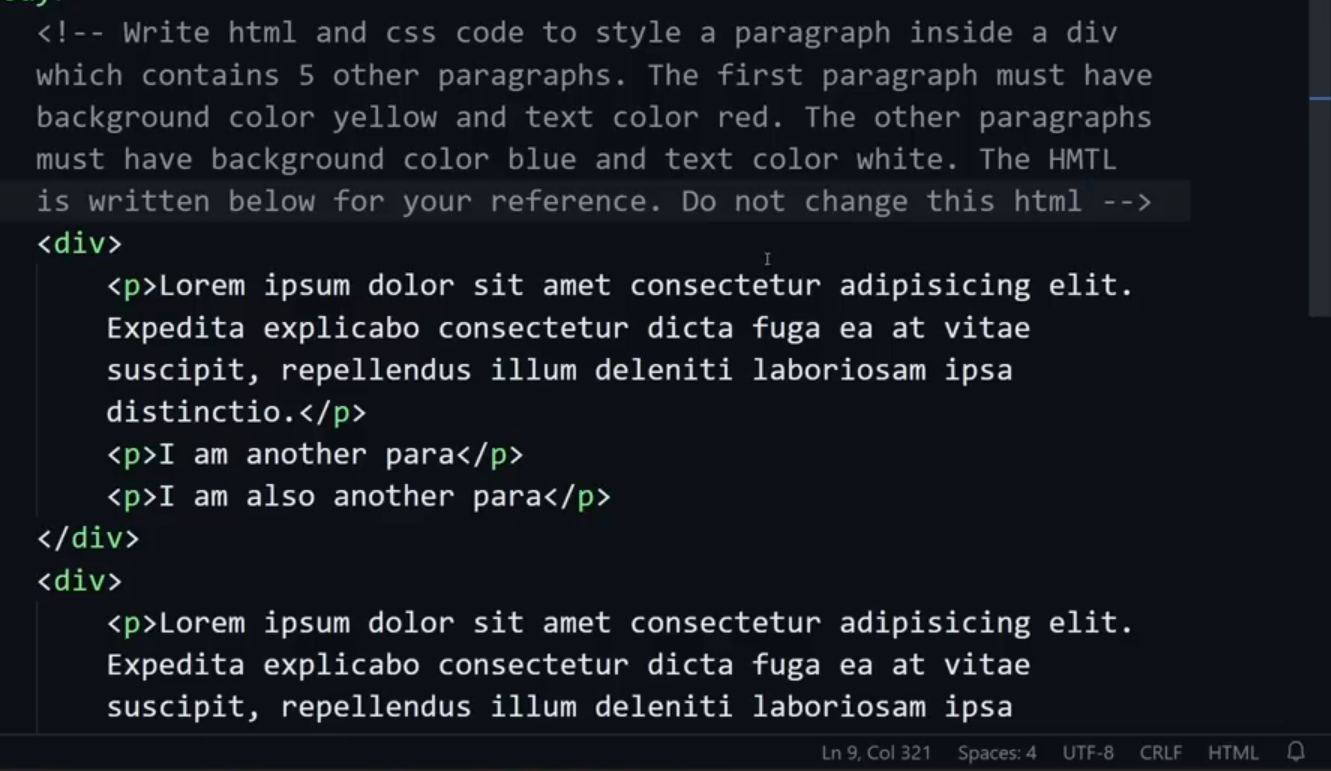 <!-- Write html and css code to style a paragraph inside a div
which contains 5 other paragraphs. The first paragraph must have
background color yellow and text color red. The other paragraphs
must have background color blue and text color white. The HMTL
is written below for your reference. Do not change this html -->
<div>
<p>Lorem ipsum dolor sit amet consectetur adipisicing elit.
Expedita explicabo consectetur dicta fuga ea at vitae
suscipit, repellendus illum deleniti laboriosam ipsa
distinctio.</p>
<p>I am another para</p>
<p>I am also another para</p>
</div>
<div>
<p>Lorem ipsum dolor sit amet consectetur adipisicing elit.
Expedita explicabo consectetur dicta fuga ea at vitae
suscipit, repellendus illum deleniti laboriosam ipsa
Ln 9, Col 321 Spaces: 4 UTF-8 CRLF HTML